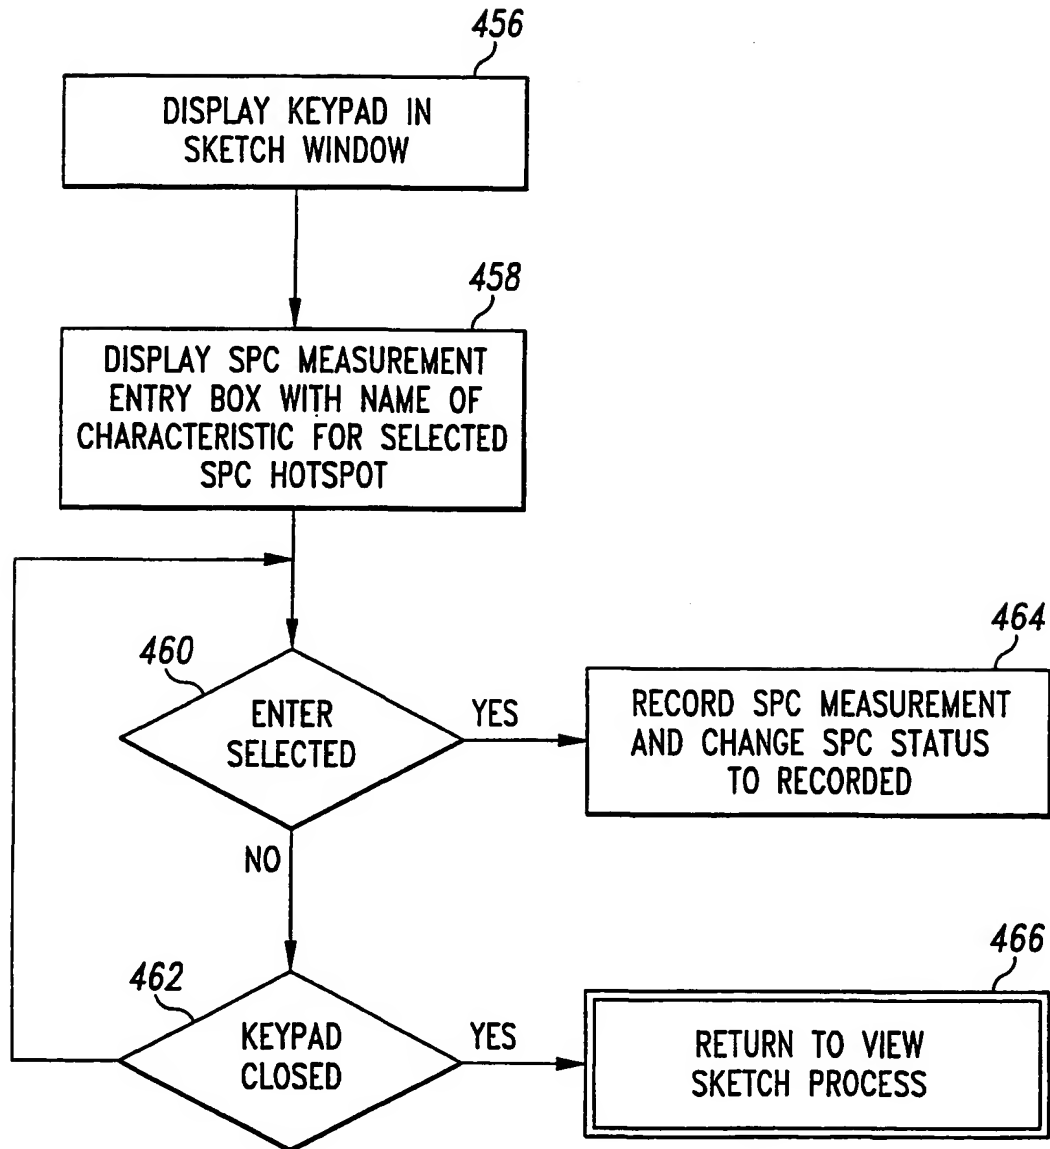 456
DISPLAY KEYPAD IN
SKETCH WINDOW
458
DISPLAY SPC MEASUREMENT
ENTRY BOX WITH NAME OF
CHARACTERISTIC FOR SELECTED
SPC HOTSPOT
460
ENTER
SELECTED
YES
464
RECORD SPC MEASUREMENT
AND CHANGE SPC STATUS
TO RECORDED
NO
462
KEYPAD
CLOSED
YES
466
RETURN TO VIEW
SKETCH PROCESS